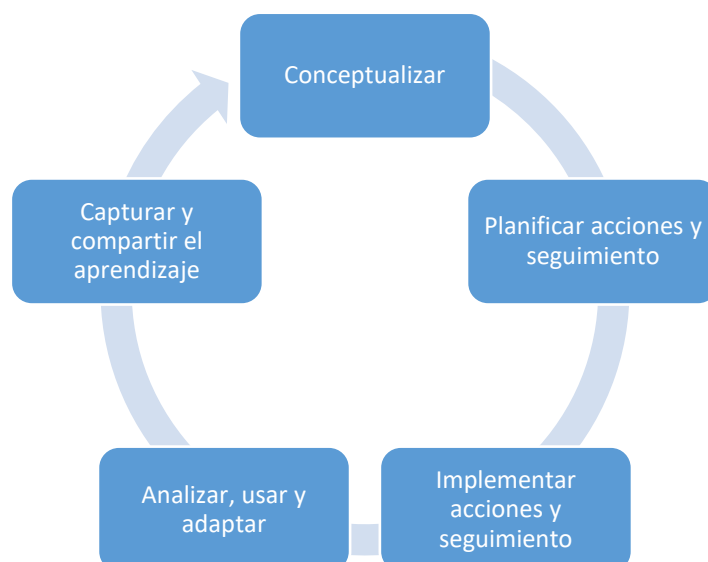 Conceptualizar
Planificar acciones y
seguimiento
Implementar
acciones y
seguimiento
Analizar, usar y
adaptar
Capturar y
compartir el
aprendizaje